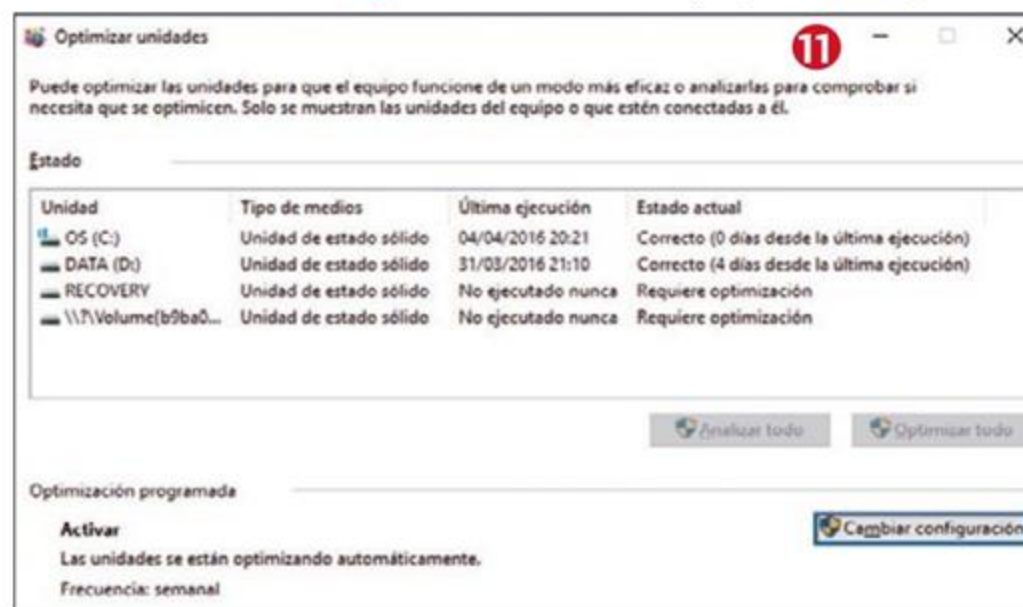 Optimizar unidades
11
Puede optimizar las unidades para que el equipo funcione de un modo más eficaz o analizarlas para comprobar si
necesita que se optimicen. Solo se muestran las unidades del equipo o que estén conectadas a él.
Estado
Unidad Tipo de medios Última ejecución Estado actual
OS (C:) Unidad de estado sólido 04/04/2016 20:21 Correcto (0 días desde la última ejecución)
DATA (D:) Unidad de estado sólido 31/03/2016 21:10 Correcto (4 días desde la última ejecución)
RECOVERY Unidad de estado sólido No ejecutado nunca Requiere optimización
\\?\Volume{b9ba0... Unidad de estado sólido No ejecutado nunca Requiere optimización
Analizar todo Optimizar todo
Optimización programada
Activar
Cambiar configuración
Las unidades se están optimizando automáticamente.
Frecuencia: semanal